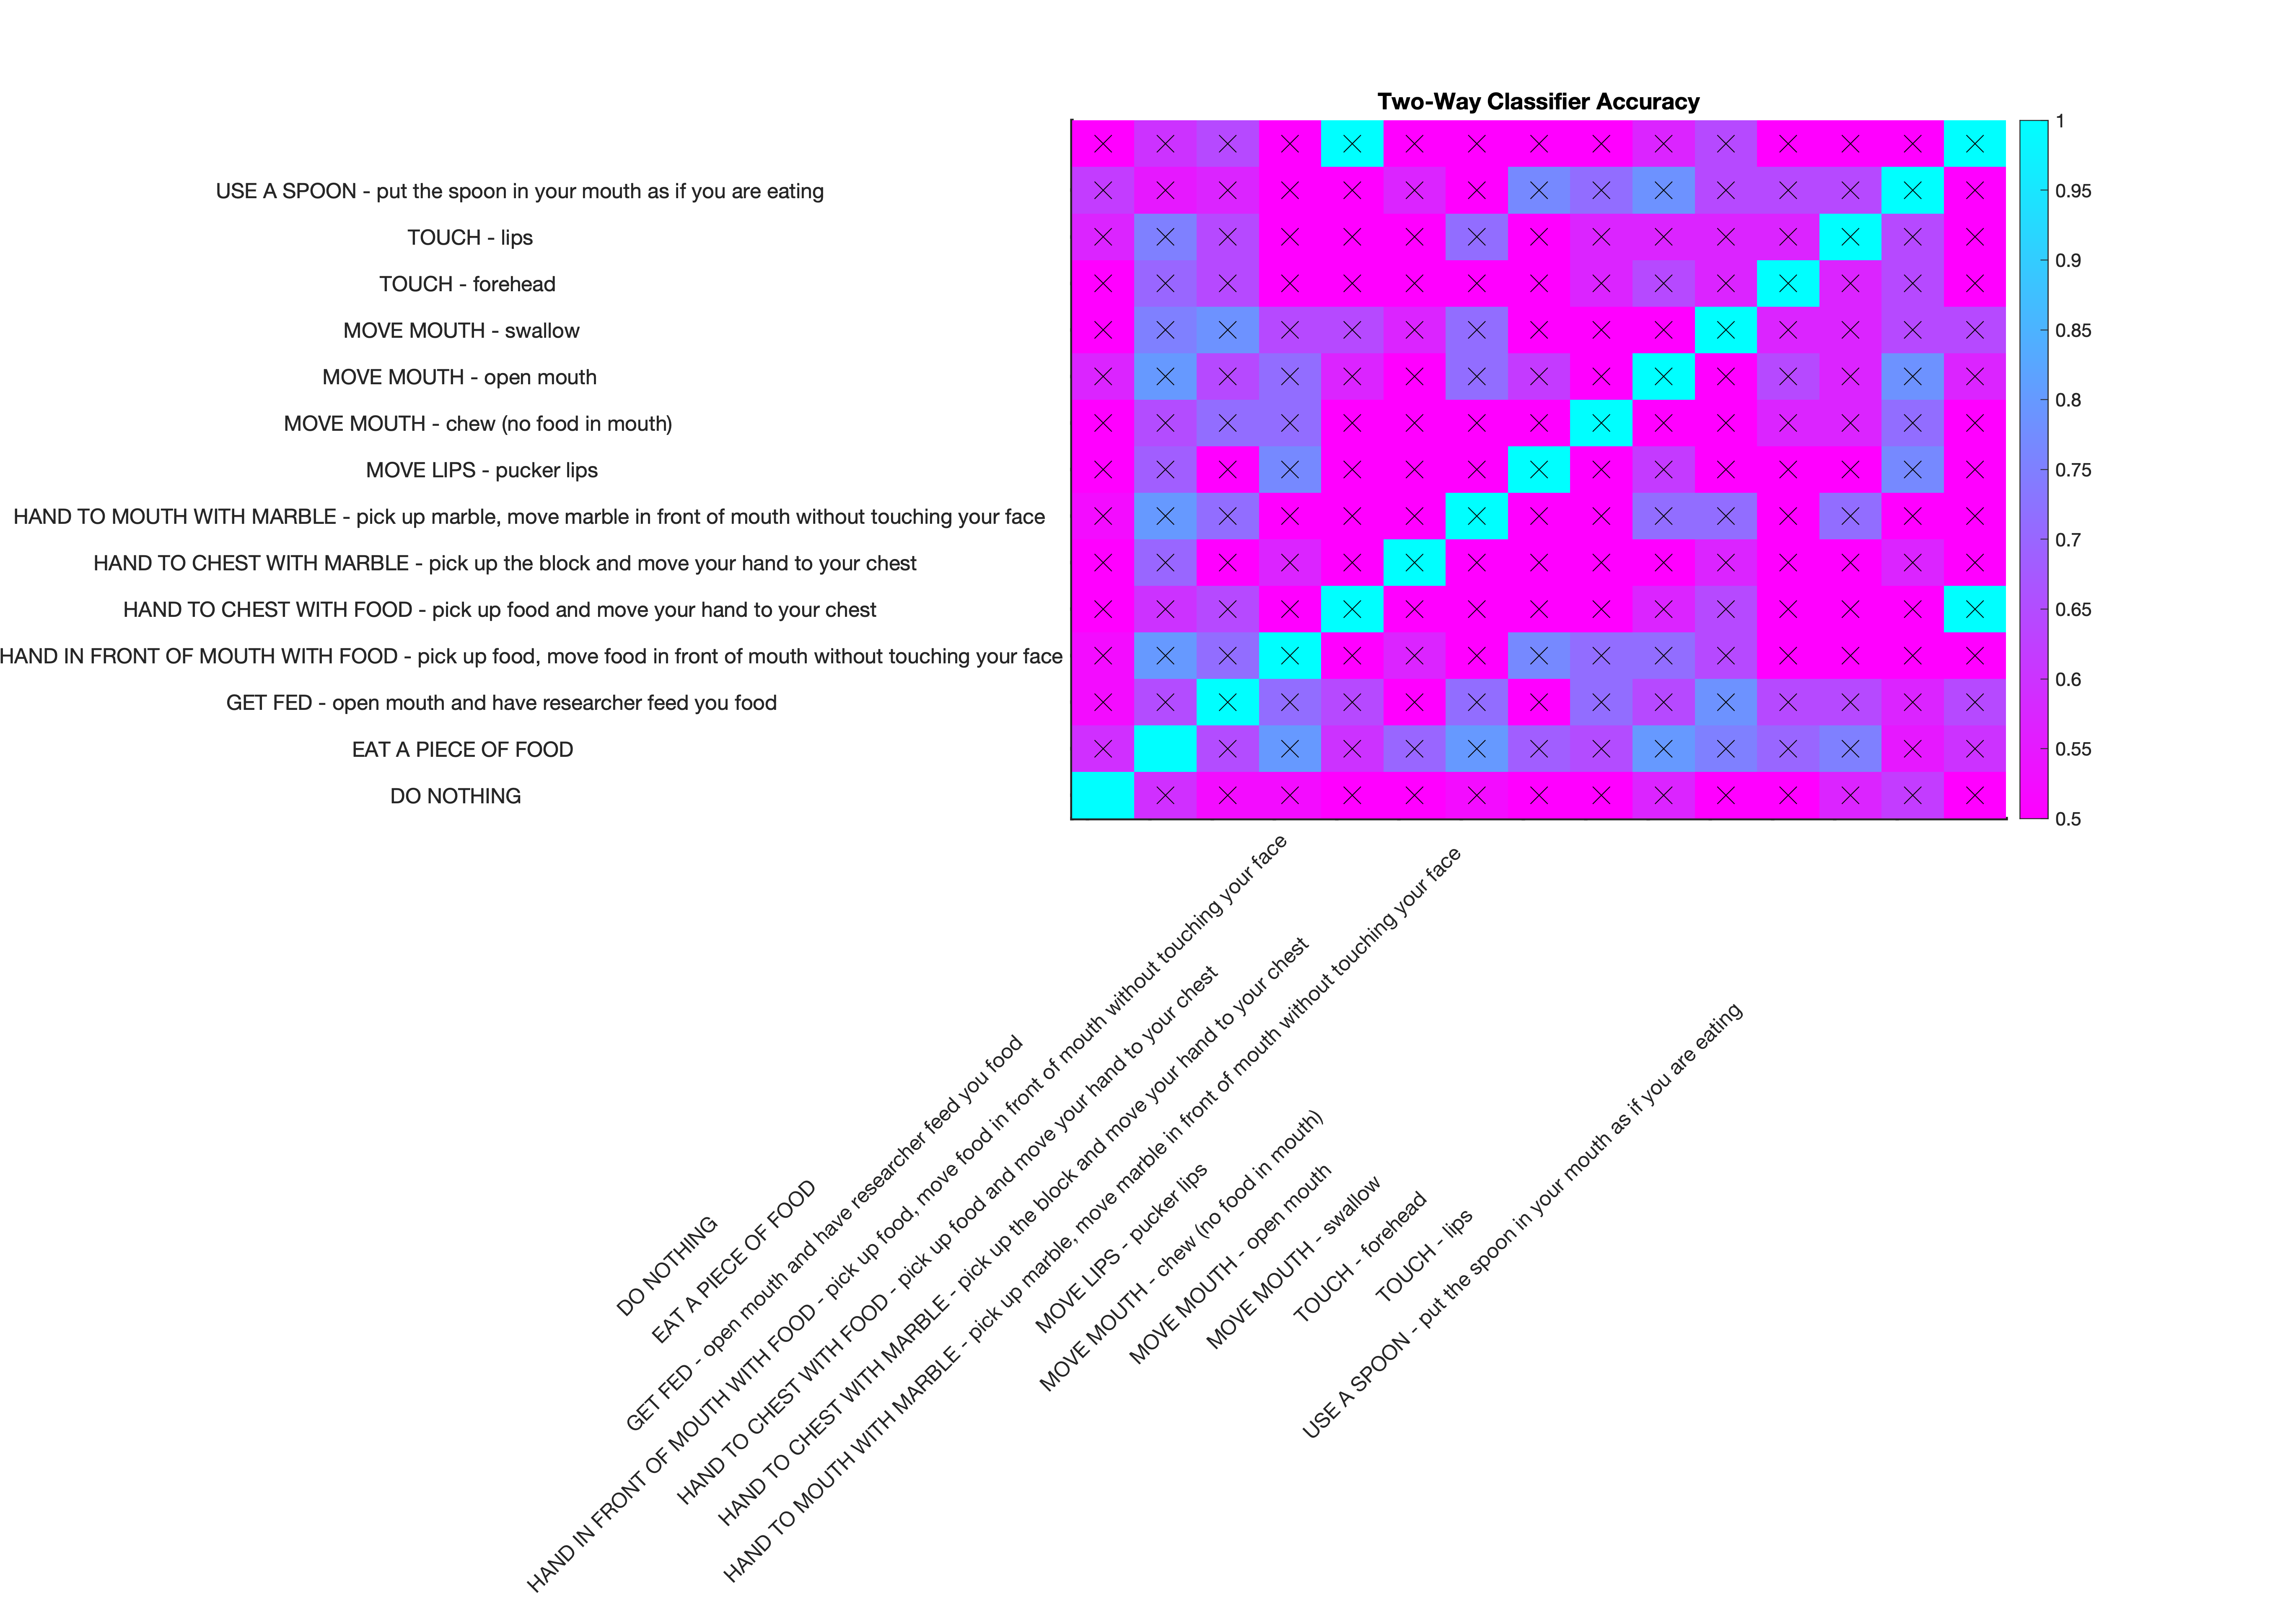 Two-Way Classifier Accuracy
USE A SPOON - put the spoon in your mouth as if you are eating
TOUCH - lips
TOUCH - forehead
MOVE MOUTH - swallow
MOVE MOUTH - open mouth
MOVE MOUTH - chew (no food in mouth)
MOVE LIPS - pucker lips
HAND TO MOUTH WITH MARBLE - pick up marble, move marble in front of mouth without touching your face
HAND TO CHEST WITH MARBLE - pick up the block and move your hand to your chest
HAND TO CHEST WITH FOOD - pick up food and move your hand to your chest
HAND IN FRONT OF MOUTH WITH FOOD - pick up food, move food in front of mouth without touching your face
GET FED - open mouth and have researcher feed you food
EAT A PIECE OF FOOD
DO NOTHING
1
0.95
0.9
0.85
0.8
0.75
0.7
0.65
0.6
0.55
0.5
DO NOTHING
EAT A PIECE OF FOOD
GET FED - open mouth and have researcher feed you food
HAND IN FRONT OF MOUTH WITH FOOD - pick up food, move food in front of mouth without touching your face
HAND TO CHEST WITH FOOD - pick up food and move your hand to your chest
HAND TO CHEST WITH MARBLE - pick up the block and move your hand to your chest
HAND TO MOUTH WITH MARBLE - pick up marble, move marble in front of mouth without touching your face
MOVE LIPS - pucker lips
MOVE MOUTH - chew (no food in mouth)
MOVE MOUTH - open mouth
MOVE MOUTH - swallow
TOUCH - forehead
TOUCH - lips
USE A SPOON - put the spoon in your mouth as if you are eating